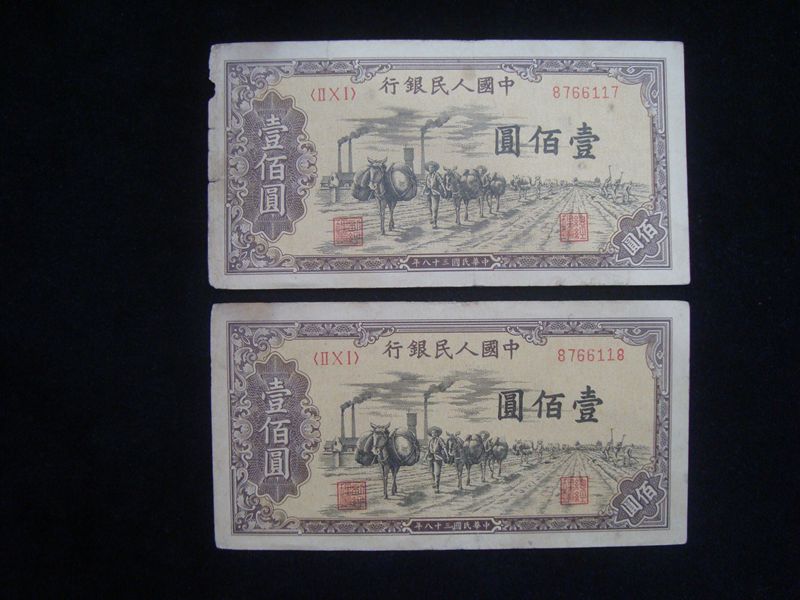 〈ⅡⅩⅠ〉 行銀民人國中 8766117
圓佰壹
壹佰圓
佰圓
年八十三國民華中
〈ⅡⅩⅠ〉 行銀民人國中 8766118
圓佰壹
壹佰圓
佰圓
年八十三國民華中